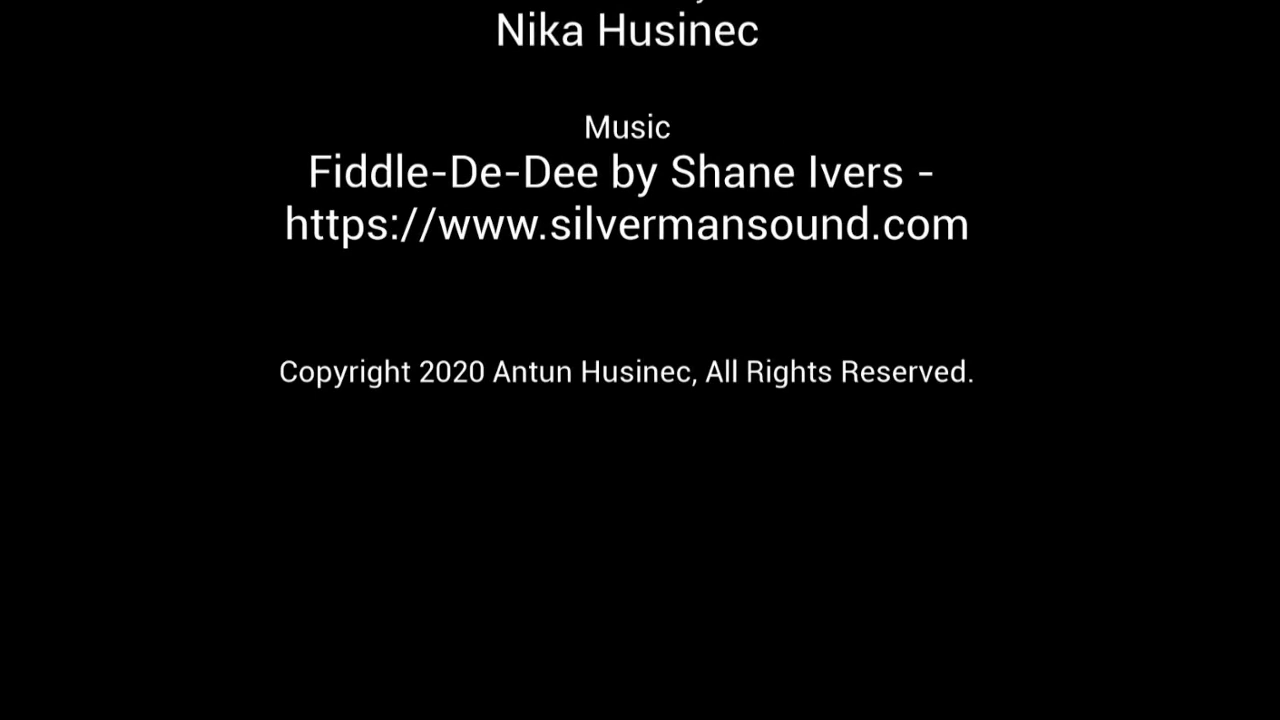 Nika Husinec
Music
Fiddle-De-Dee by Shane Ivers -
https://www.silvermansound.com
Copyright 2020 Antun Husinec, All Rights Reserved.